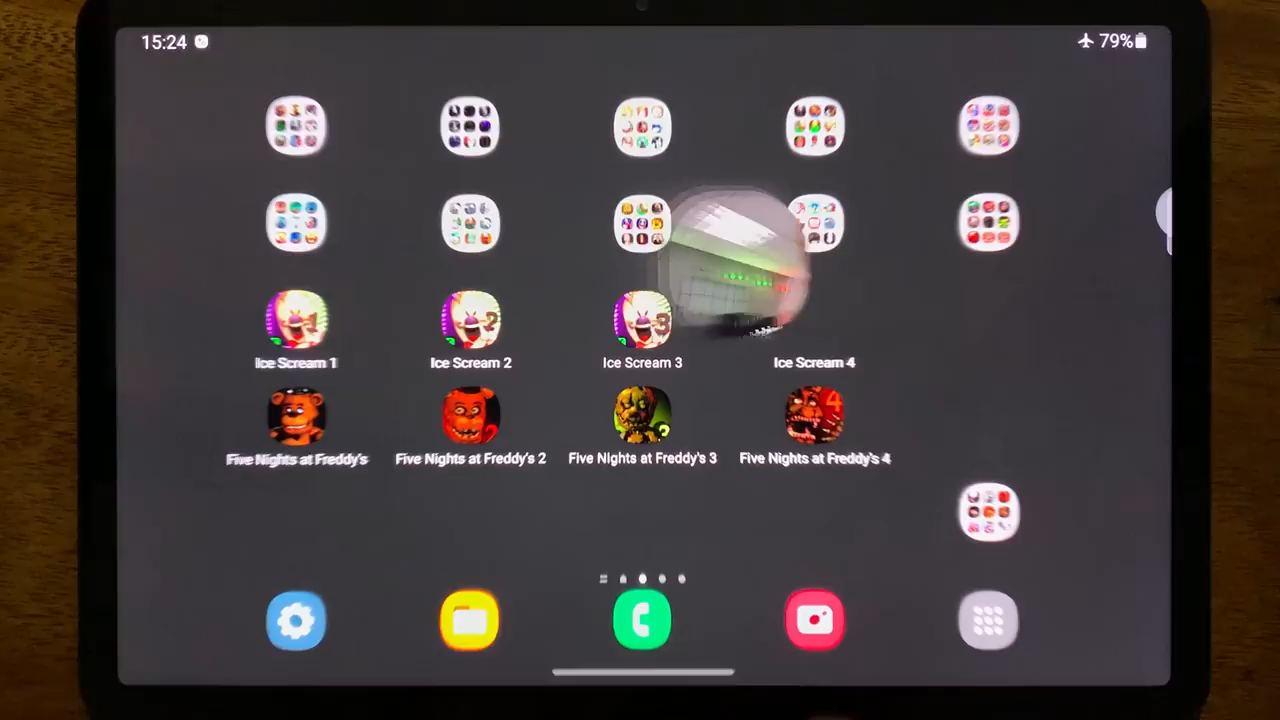 15:24
79%
Ice Scream 1
Ice Scream 2
Ice Scream 3
Ice Scream 4
Five Nights at Freddy's
Five Nights at Freddy's 2
Five Nights at Freddy's 3
Five Nights at Freddy's 4